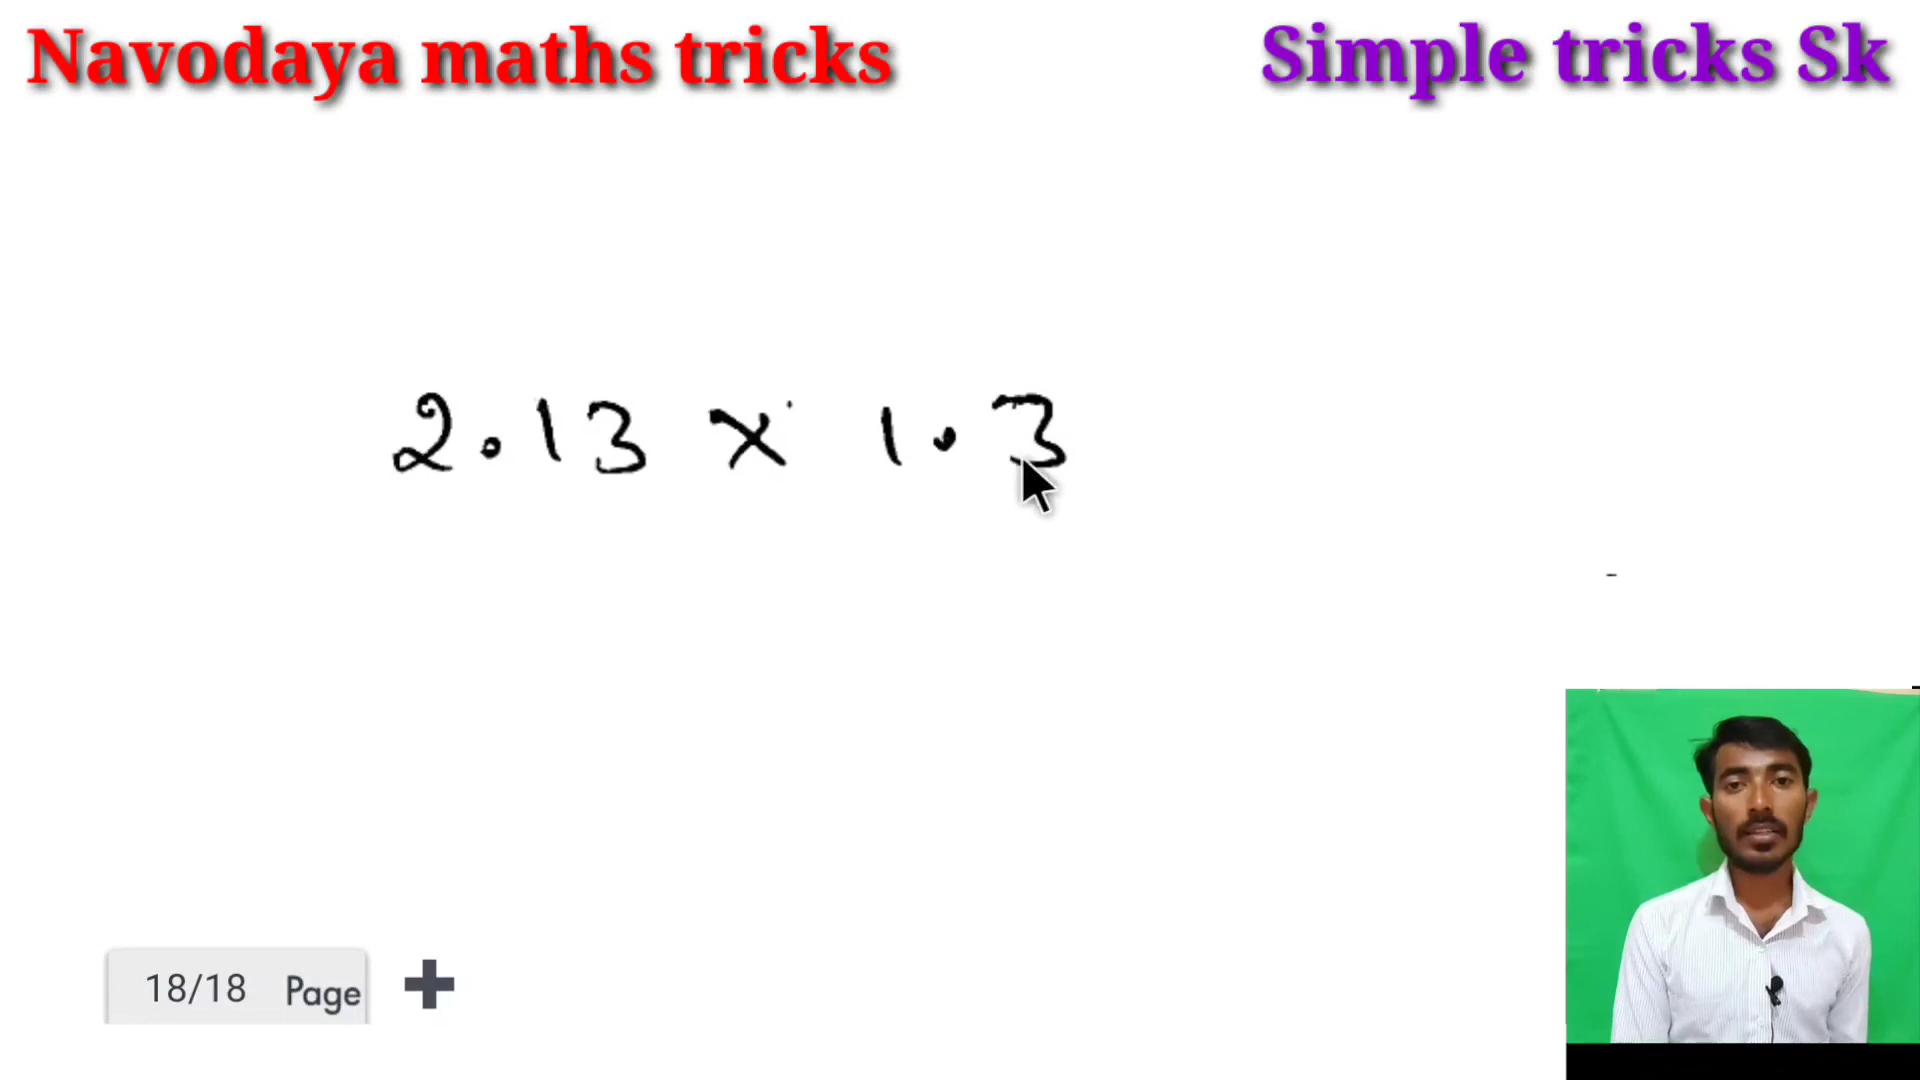 Navodaya maths tricks
Simple tricks Sk
2.13 × 1.3
18/18 Page